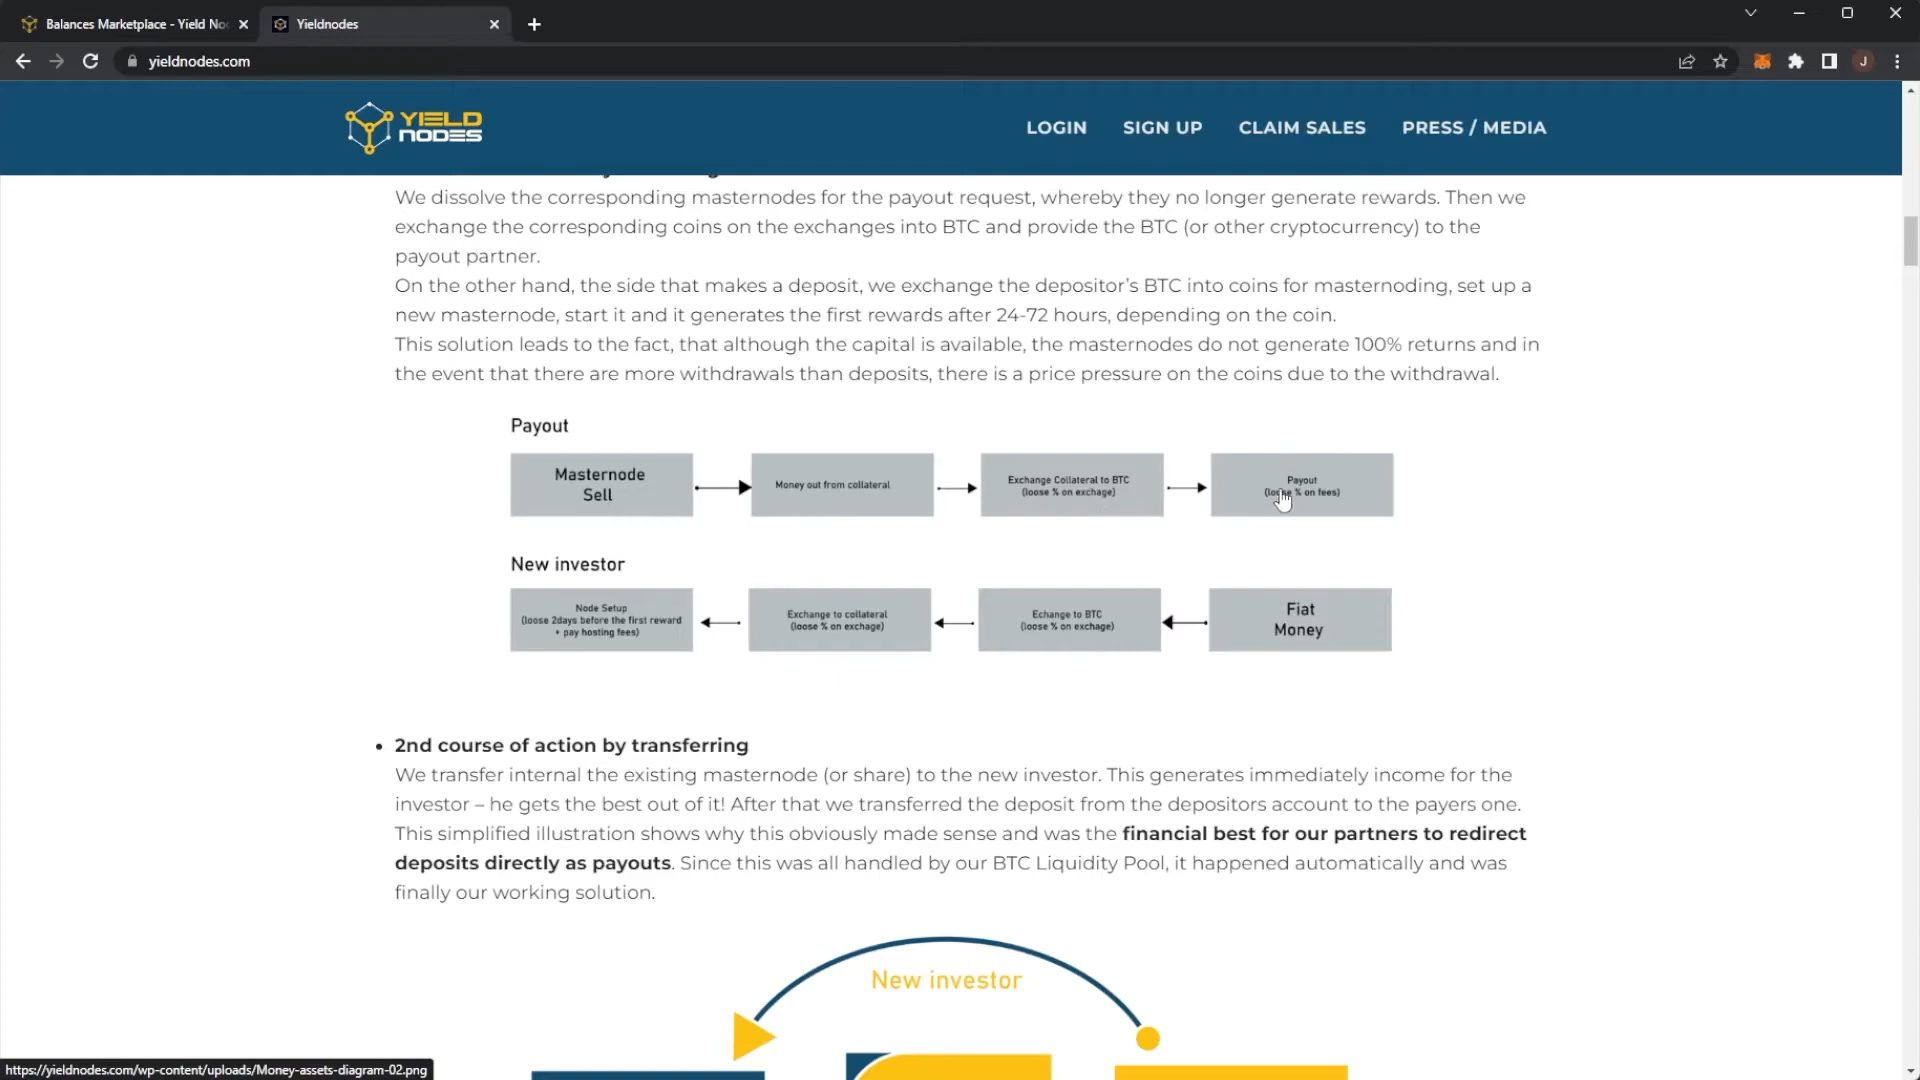 Balances Marketplace - Yield No
Yieldnodes
yieldnodes.com
J
YIELD
NODES
LOGIN
SIGN UP
CLAIM SALES
PRESS / MEDIA
We dissolve the corresponding masternodes for the payout request, whereby they no longer generate rewards. Then we
exchange the corresponding coins on the exchanges into BTC and provide the BTC (or other cryptocurrency) to the
payout partner.
On the other hand, the side that makes a deposit, we exchange the depositor's BTC into coins for masternoding, set up a
new masternode, start it and it generates the first rewards after 24-72 hours, depending on the coin.
This solution leads to the fact, that although the capital is available, the masternodes do not generate 100% returns and in
the event that there are more withdrawals than deposits, there is a price pressure on the coins due to the withdrawal.
Payout
Masternode
Sell
Money out from collateral
Exchange Collateral to BTC
(loose % on exchage)
Payout
(loose % on fees)
New investor
Node Setup
(loose 2days before the first reward
+ pay hosting fees)
Exchange to collateral
(loose % on exchage)
Echange to BTC
(loose % on exchage)
Fiat
Money
• 2nd course of action by transferring
We transfer internal the existing masternode (or share) to the new investor. This generates immediately income for the
investor – he gets the best out of it! After that we transferred the deposit from the depositors account to the payers one.
This simplified illustration shows why this obviously made sense and was the financial best for our partners to redirect
deposits directly as payouts. Since this was all handled by our BTC Liquidity Pool, it happened automatically and was
finally our working solution.
New investor
https://yieldnodes.com/wp-content/uploads/Money-assets-diagram-02.png